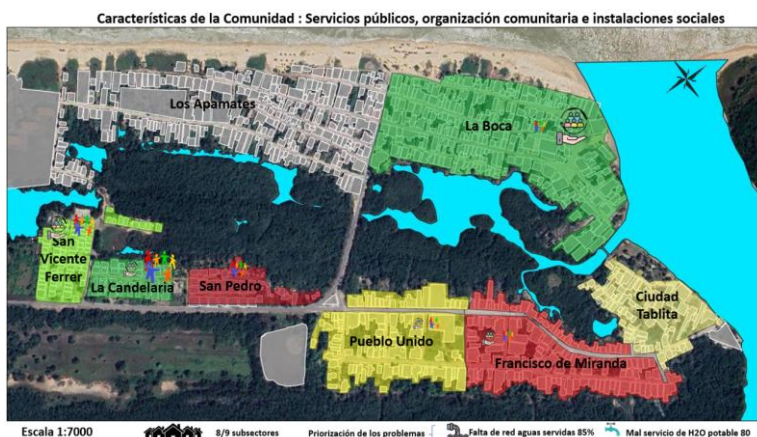 Características de la Comunidad : Servicios públicos, organización comunitaria e instalaciones sociales
Los Apamates
La Boca
San
Vicente
Ferrer
La Candelaria
San Pedro
Ciudad
Tablita
Pueblo Unido
Francisco de Miranda
Escala 1:7000
8/9 subsectores
Priorización de los problemas
Falta de red aguas servidas 85%
Mal servicio de H2O potable 80